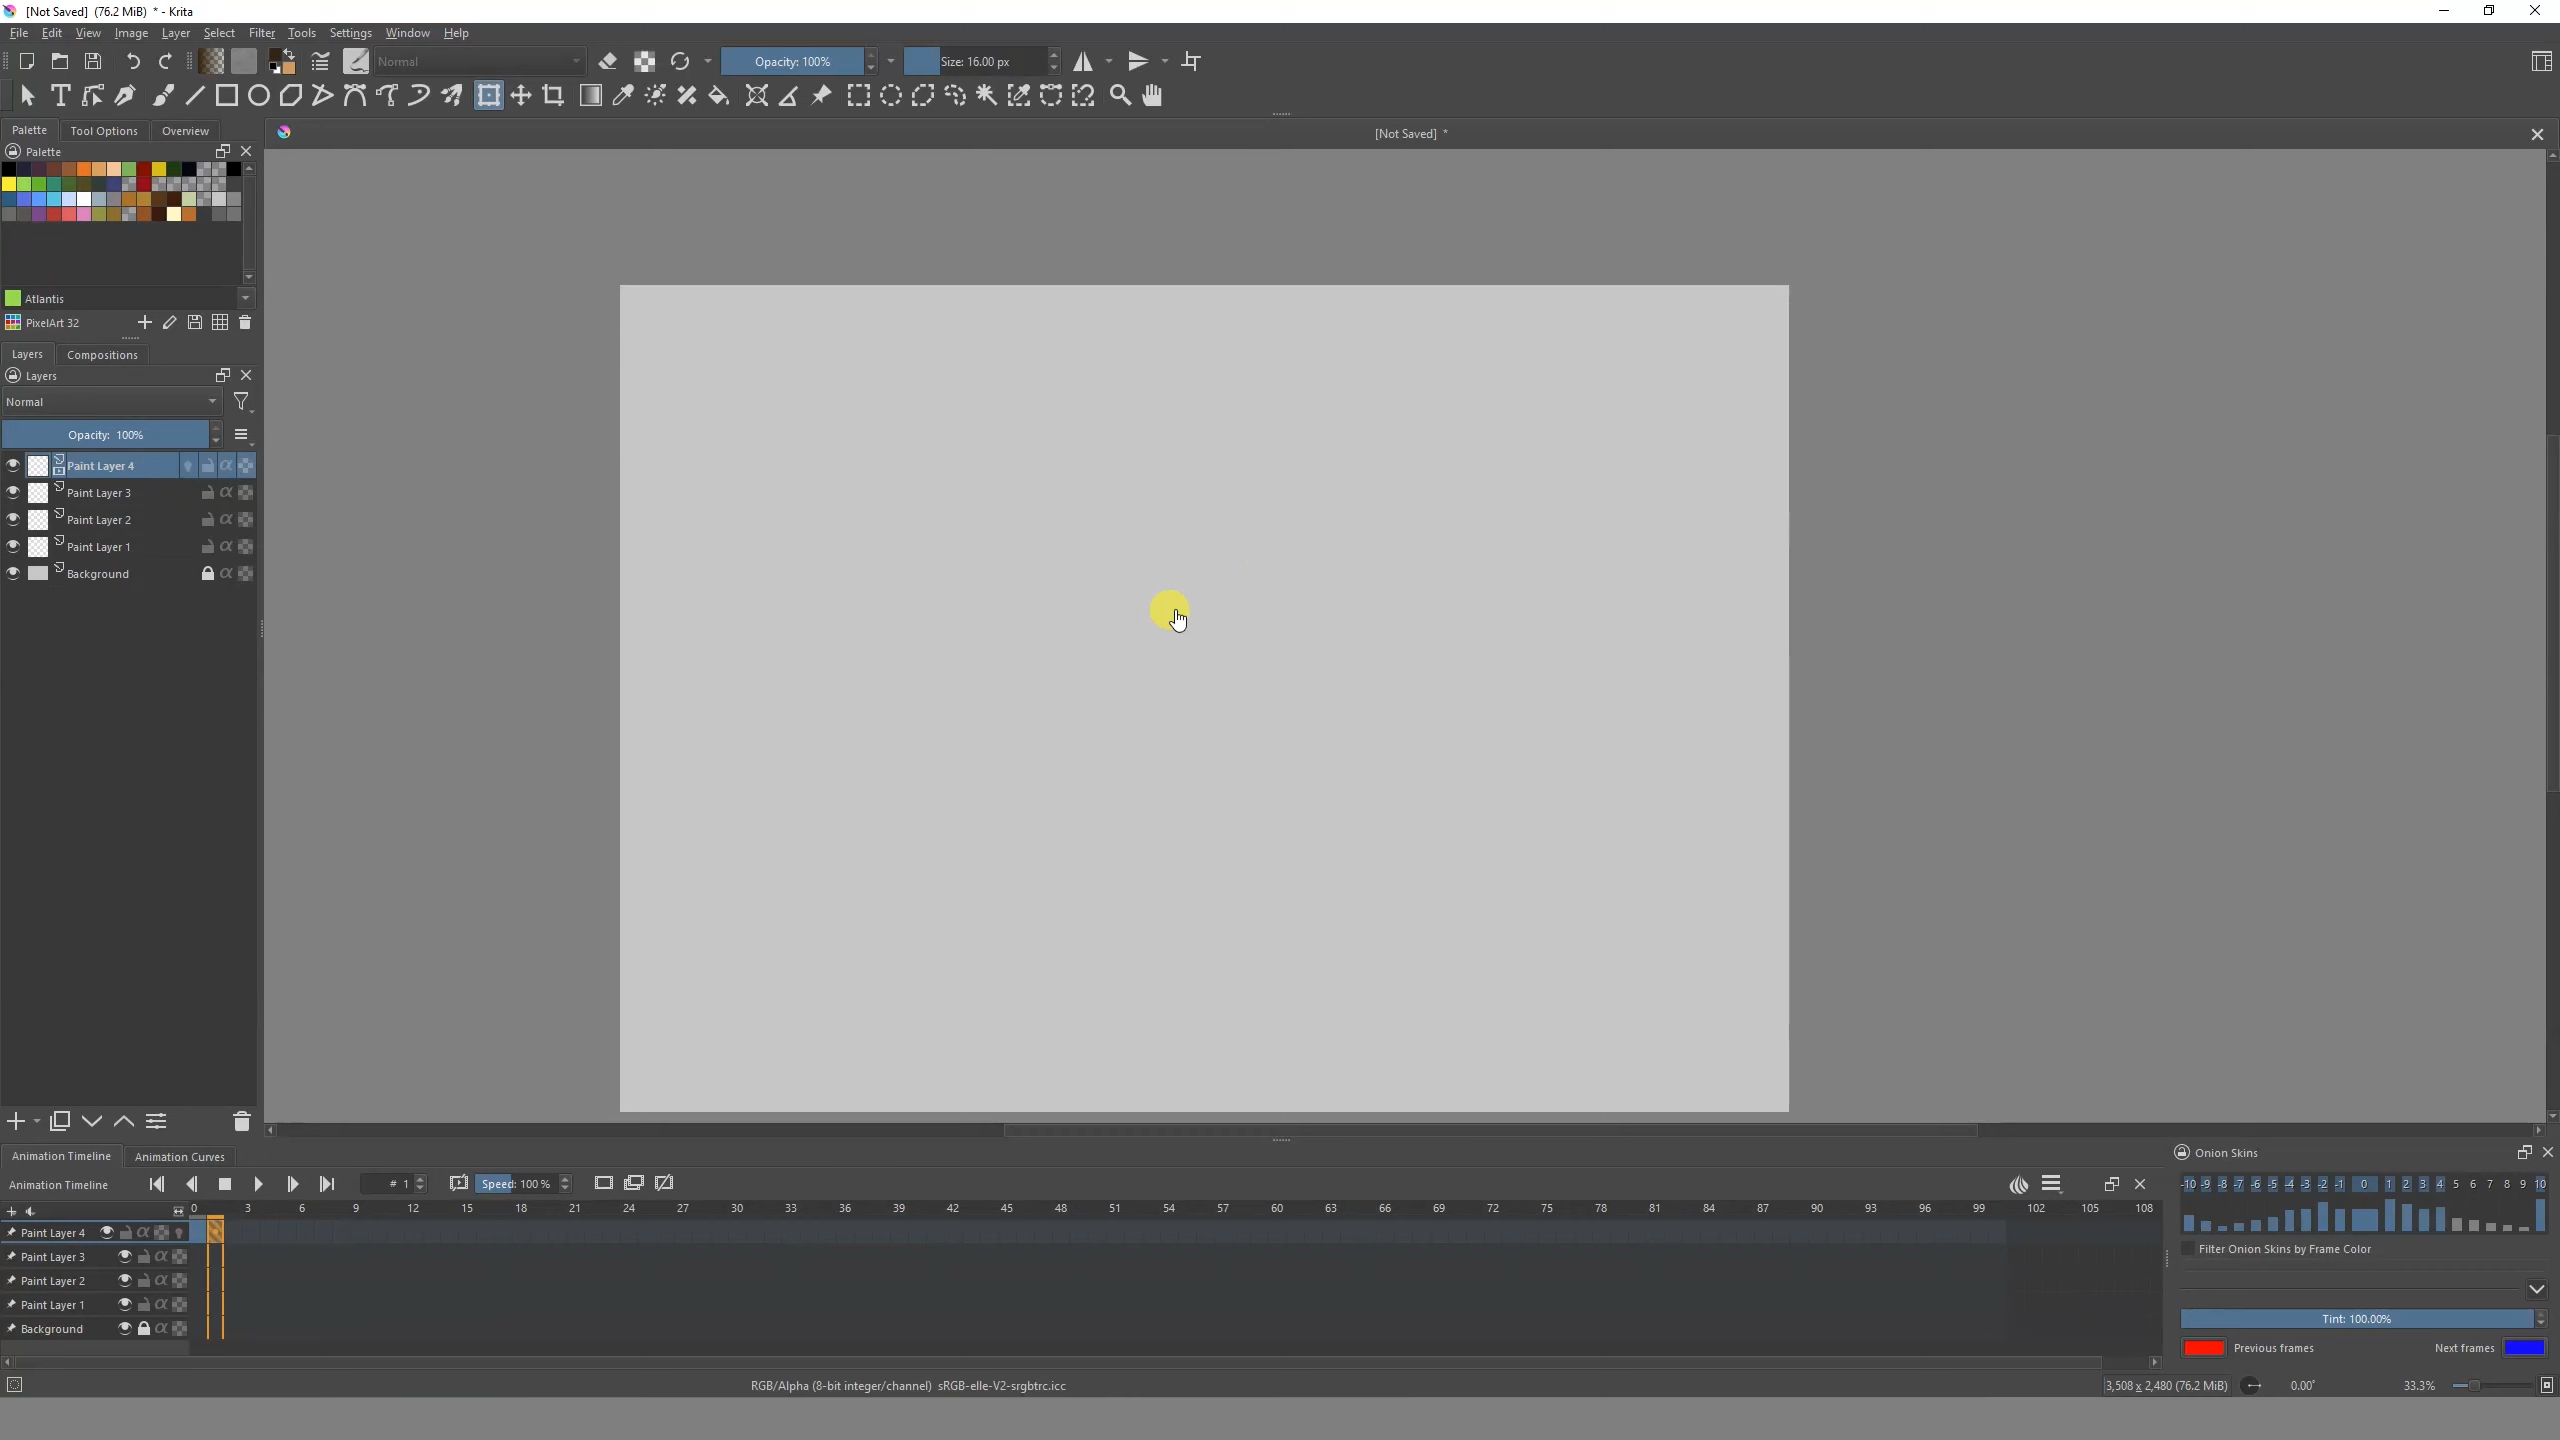 [Not Saved]  (76.2 MiB)  * - Krita
File Edit View Image Layer Select Filter Tools Settings Window Help
Normal Opacity: 100% Size: 16.00 px
Palette Tool Options Overview [Not Saved]  *
Palette
Atlantis
PixelArt 32
Layers Compositions
Layers
Normal
Opacity:  100%
Paint Layer 4
Paint Layer 3
Paint Layer 2
Paint Layer 1
Background
Animation Timeline Animation Curves Onion Skins
Animation Timeline # 1 Speed: 100 % -10 -9 -8 -7 -6 -5 -4 -3 -2 -1 0 1 2 3 4 5 6 7 8 9 10
0 3 6 9 12 15 18 21 24 27 30 33 36 39 42 45 48 51 54 57 60 63 66 69 72 75 78 81 84 87 90 93 96 99 102 105 108
Paint Layer 4
Paint Layer 3 Filter Onion Skins by Frame Color
Paint Layer 2
Paint Layer 1 Tint: 100.00%
Background Previous frames Next frames
RGB/Alpha (8-bit integer/channel)  sRGB-elle-V2-srgbtrc.icc 3,508 x 2,480 (76.2 MiB) 0.00° 33.3%